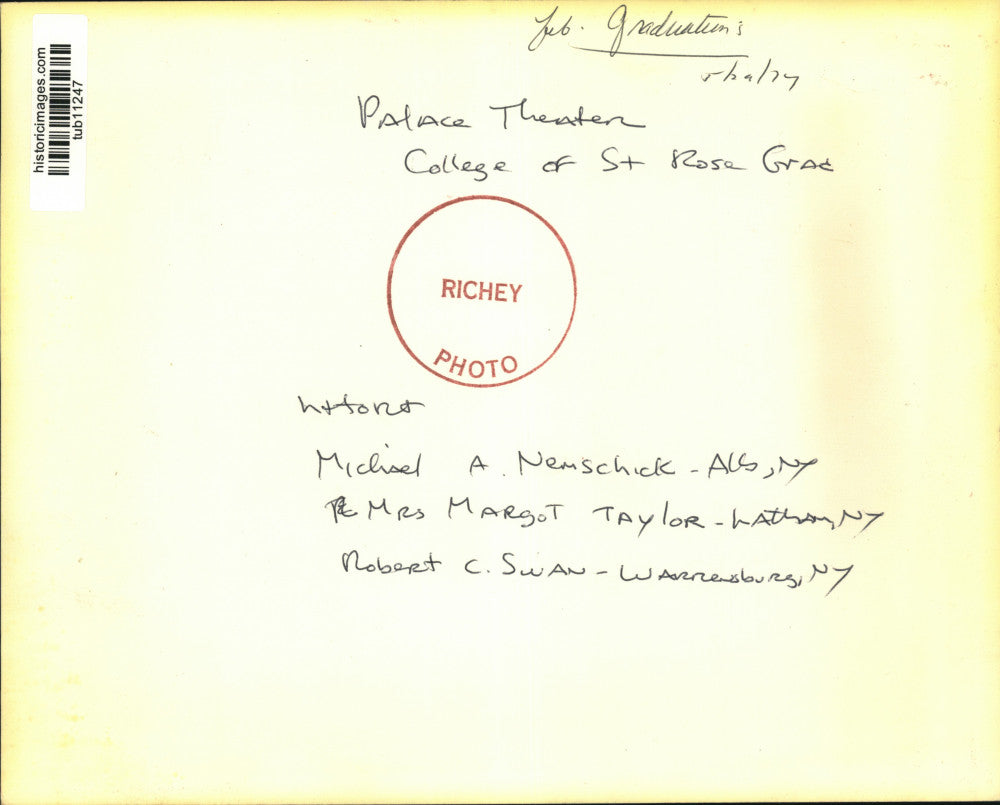 historicimages.com
tub11247
Graduations
Palace Theater
College of St Rose Grad
RICHEY
PHOTO
L to R
Michael A. Nemschick - Alb, NY
Mrs Margot Taylor - Latham, NY
Robert C. Swan - Warrensburg, NY